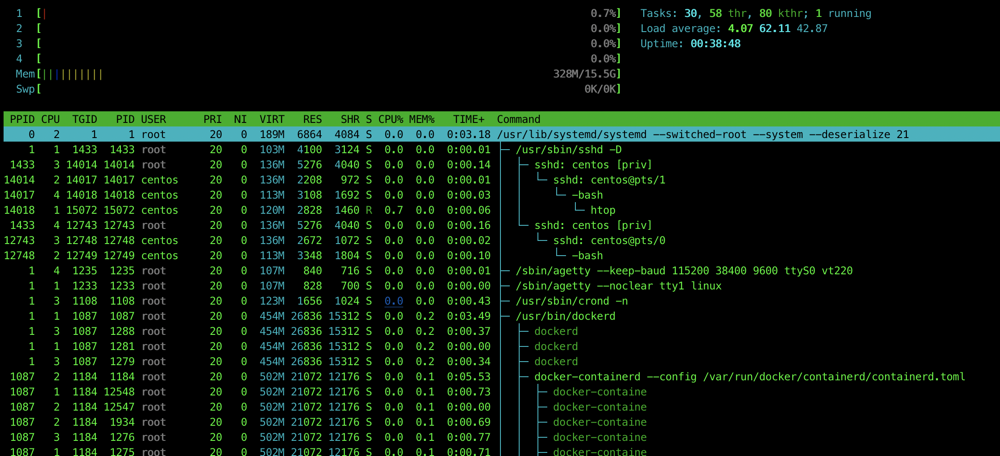 1 [| 0.7%] Tasks: 30, 58 thr, 80 kthr; 1 running
2 [ 0.0%] Load average: 4.07 62.11 42.87
3 [ 0.0%] Uptime: 00:38:48
4 [ 0.0%]
Mem[|||||||||| 328M/15.5G]
Swp[ 0K/0K]
PPID CPU TGID PID USER PRI NI VIRT RES SHR S CPU% MEM% TIME+ Command
0 2 1 1 root 20 0 189M 6864 4084 S 0.0 0.0 0:03.18 /usr/lib/systemd/systemd --switched-root --system --deserialize 21
1 1 1433 1433 root 20 0 103M 4100 3124 S 0.0 0.0 0:00.01 ├─ /usr/sbin/sshd -D
1433 3 14014 14014 root 20 0 136M 5276 4040 S 0.0 0.0 0:00.14 │ ├─ sshd: centos [priv]
14014 2 14017 14017 centos 20 0 136M 2208 972 S 0.0 0.0 0:00.01 │ │ └─ sshd: centos@pts/1
14017 4 14018 14018 centos 20 0 113M 3108 1692 S 0.0 0.0 0:00.03 │ │ └─ -bash
14018 1 15072 15072 centos 20 0 120M 2828 1460 R 0.7 0.0 0:00.06 │ │ └─ htop
1433 4 12743 12743 root 20 0 136M 5276 4040 S 0.0 0.0 0:00.16 │ └─ sshd: centos [priv]
12743 3 12748 12748 centos 20 0 136M 2672 1072 S 0.0 0.0 0:00.02 │ └─ sshd: centos@pts/0
12748 2 12749 12749 centos 20 0 113M 3348 1804 S 0.0 0.0 0:00.10 │ └─ -bash
1 4 1235 1235 root 20 0 107M 840 716 S 0.0 0.0 0:00.01 ├─ /sbin/agetty --keep-baud 115200 38400 9600 ttyS0 vt220
1 1 1233 1233 root 20 0 107M 828 700 S 0.0 0.0 0:00.00 ├─ /sbin/agetty --noclear tty1 linux
1 3 1108 1108 root 20 0 123M 1656 1024 S 0.0 0.0 0:00.43 ├─ /usr/sbin/crond -n
1 1 1087 1087 root 20 0 454M 26836 15312 S 0.0 0.2 0:03.49 ├─ /usr/bin/dockerd
1 3 1087 1288 root 20 0 454M 26836 15312 S 0.0 0.2 0:00.37 │ ├─ dockerd
1 1 1087 1281 root 20 0 454M 26836 15312 S 0.0 0.2 0:00.00 │ ├─ dockerd
1 3 1087 1279 root 20 0 454M 26836 15312 S 0.0 0.2 0:00.34 │ ├─ dockerd
1087 2 1184 1184 root 20 0 502M 21072 12176 S 0.0 0.1 0:05.53 │ ├─ docker-containerd --config /var/run/docker/containerd/containerd.toml
1087 1 1184 12548 root 20 0 502M 21072 12176 S 0.0 0.1 0:00.73 │ │ ├─ docker-containe
1087 2 1184 12547 root 20 0 502M 21072 12176 S 0.0 0.1 0:00.00 │ │ ├─ docker-containe
1087 2 1184 1934 root 20 0 502M 21072 12176 S 0.0 0.1 0:00.69 │ │ ├─ docker-containe
1087 3 1184 1276 root 20 0 502M 21072 12176 S 0.0 0.1 0:00.77 │ │ ├─ docker-containe
1087 1 1184 1275 root 20 0 502M 21072 12176 S 0.0 0.1 0:00.71 │ │ ├─ docker-containe